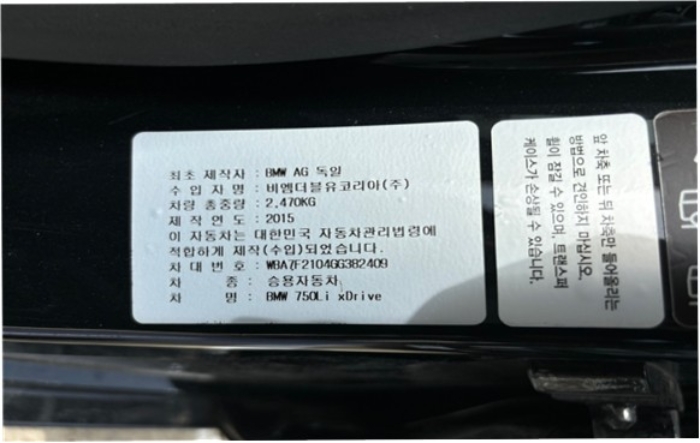 최초 제작자 : BMW AG 독일
수 입 자 명 : 비엠더블유코리아(주)
차량 총중량 : 2,470KG
제 작 연 도 : 2015
이 자동차는 대한민국 자동차관리법령에
적합하게 제작(수입)되었습니다.
차 대 번 호 : WBA7F2104GG382409
차 종 : 승용자동차
차 명 : BMW 750Li xDrive
앞 차축 또는 뒤 차축만 들어올리는
방법으로 견인하지 마십시오.
휠이 잠길 수 있으며, 트랜스퍼
케이스가 손상될 수 있습니다.